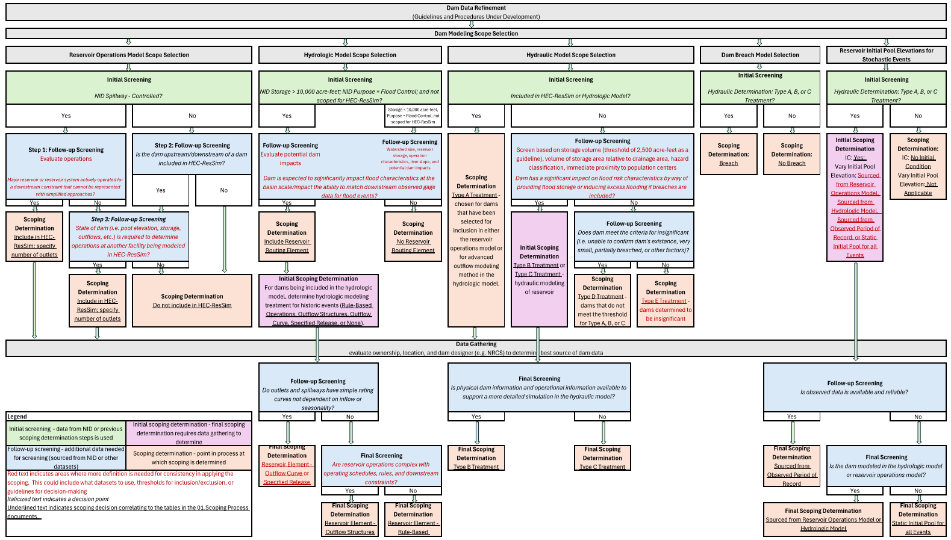 Dam Data Refinement
(Guidelines and Procedures Under Development)
Dam Modeling Scope Selection
Reservoir Operations Model Scope Selection
Initial Screening
NID Spillway - Controlled?
Yes
No
Step 1: Follow-up Screening
Evaluate operations
Major reservoir or reservoir system actively operated for
a downstream constraint that cannot be represented
with simplified approaches?
Yes
No
Step 2: Follow-up Screening
Is the dam upstream/downstream of a dam
included in HEC-ResSim?
Yes
No
Scoping
Determination
Include in HEC-
ResSim; specify
number of outlets
Step 3: Follow-up Screening
State of dam (i.e. pool elevation, storage,
outflows, etc.) is required to determine
operations at another facility being modeled
in HEC-ResSim?
Yes
No
Scoping
Determination
Include in HEC-
ResSim; specify
number of outlets
Scoping Determination
Do not include in HEC-ResSim
Hydrologic Model Scope Selection
Initial Screening
NID Storage > 10,000 acre-feet; NID Purpose = Flood Control; and not
scoped for HEC-ResSim?
Yes
Storage < 10,000 acre-feet,
Purpose ≠ Flood Control, not
scoped for HEC-ResSim
Follow-up Screening
Evaluate potential dam
impacts
Follow-up Screening
Dam is expected to significantly impact flood characteristics at the
basin scale/impact the ability to match downstream observed gage
data for flood events?
Yes
No
Scoping
Determination
Include Reservoir
Routing Element
Scoping
Determination
No Reservoir
Routing Element
Initial Scoping Determination
For dams being included in the hydrologic
model, determine hydrologic modeling
treatment for historic events (Rule-Based
Operations, Outflow Structures, Outflow
Curve, Specified Release, or None).
Hydraulic Model Scope Selection
Initial Screening
Included in HEC-ResSim or Hydrologic Model?
Yes
No
Scoping
Determination
Type A Treatment -
chosen for dams
that have been
selected for
inclusion in either
the reservoir
operations model or
for advanced
outflow modeling
method in the
hydrologic model.
Follow-up Screening
Screen based on storage volume (threshold of 2,500 acre-feet as a
guideline), volume of storage area relative to drainage area, hazard
classification, immediate proximity to population centers
Dam has a significant impact on flood risk characteristics by way of
providing flood storage or inducing excess flooding if breaches are
included?
Yes
No
Initial Scoping
Determination
Type B Treatment or
Type C Treatment -
hydraulic modeling
of reservoir
Follow-up Screening
Does dam meet the criteria for insignificant
(i.e. unable to confirm dam's existence, very
small, partially breached, or other factors)?
Yes
No
Scoping
Determination
Type D Treatment -
dams that do not
meet the threshold
for Type A, B, or C
Scoping
Determination
Type E Treatment -
dams determined to
be insignificant
Dam Breach Model Selection
Initial Screening
Hydraulic Determination: Type A, B, or C
Treatment?
Yes
No
Scoping
Determination:
Breach
Scoping
Determination:
No Breach
Reservoir Initial Pool Elevations for
Stochastic Events
Initial Screening
Hydraulic Determination: Type A, B, or C
Treatment?
Yes
No
Initial Scoping
Determination
IC: Yes
Vary Initial Pool
Elevation: Sourced
from Reservoir
Operations Model,
Sourced from
Hydrologic Model,
Sourced from
Observed Period of
Record, or Static
Initial Pool for all
Events
Scoping
Determination:
IC: No Initial
Condition
Vary Initial Pool
Elevation: Not
Applicable
Data Gathering
evaluate ownership, location, and dam designer (e.g. NRCS) to determine best source of dam data
Follow-up Screening
Do outlets and spillways have simple rating
curves not dependent on inflow or
seasonality?
Yes
No
Final Scoping
Determination
Reservoir Element -
Outflow Curve or
Specified Release
Final Screening
Are reservoir operations complex with
operating schedules, rules, and downstream
constraints?
Yes
No
Final Scoping
Determination
Reservoir Element -
Outflow Structures
Final Scoping
Determination
Reservoir Element -
Rule-Based
Final Screening
Is physical dam information and operational information available to
support a more detailed simulation in the hydraulic model?
Yes
No
Final Scoping
Determination
Type B Treatment
Final Scoping
Determination
Type C Treatment
Follow-up Screening
Is observed data available and reliable?
Yes
No
Final Scoping
Determination
Sourced from
Observed Period of
Record
Final Screening
Is the dam modeled in the hydrologic model
or reservoir operations model?
Yes
No
Final Scoping Determination
Sourced from Reservoir Operations Model or
Hydrologic Model
Final Scoping
Determination
Static Initial Pool for
all Events
Legend
Initial screening - data from NID or previous
scoping determination steps is used
Initial scoping determination - final scoping
determination requires data gathering to
determine
Follow-up screening - additional data needed
for screening (sourced from NID or other
datasets)
Scoping determination - point in process at
which scoping is determined
Red text indicates areas where more definition is needed for consistency in applying the
scoping. This could include what datasets to use, thresholds for inclusion/exclusion, or
guidelines for decision-making
Italicized text indicates a decision point
Underlined text indicates scoping decision correlating to the tables in the 01.Scoping Process
documents.